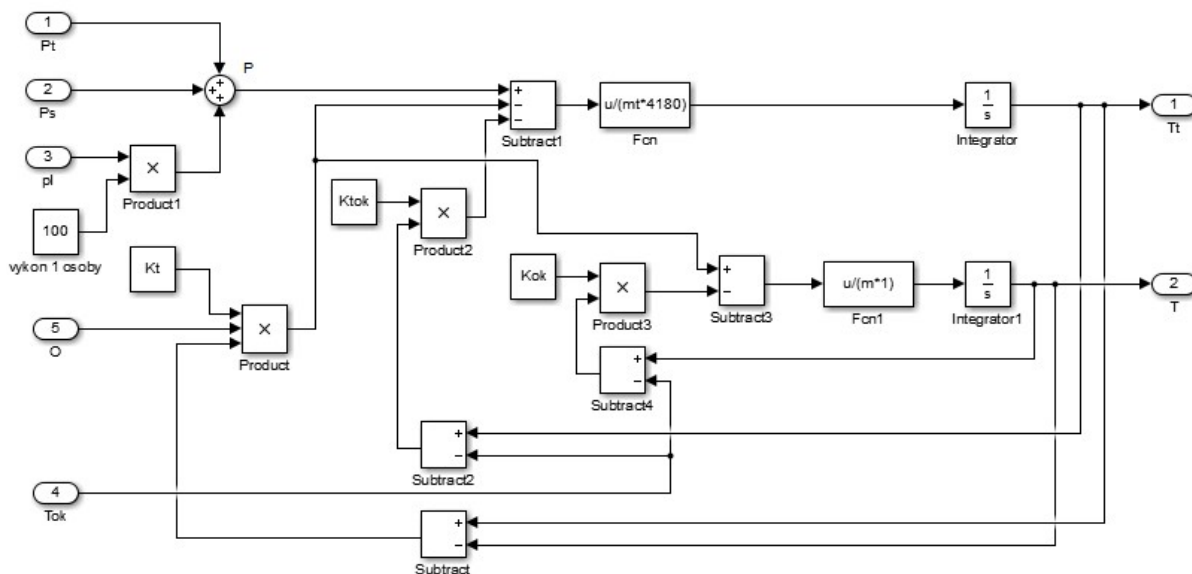 1
Pt
2
Ps
P
3
pl
×
Product1
100
vykon 1 osoby
Kt
5
O
×
Product
4
Tok
+
−
−
Subtract1
u/(mt*4180)
Fcn
1
s
Integrator
1
Tt
Ktok
×
Product2
Kok
×
Product3
+
−
Subtract3
u/(m*1)
Fcn1
1
s
Integrator1
2
T
+
−
Subtract4
+
−
Subtract2
+
−
Subtract